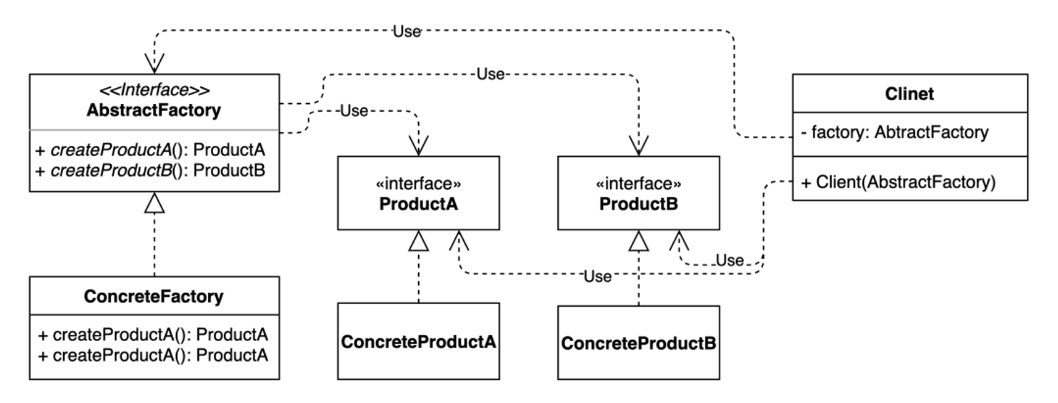 Use
<<Interface>>
AbstractFactory
+ createProductA(): ProductA
+ createProductB(): ProductB
Use
Use
Clinet
- factory: AbtractFactory
+ Client(AbstractFactory)
«interface»
ProductA
«interface»
ProductB
Use
Use
ConcreteFactory
+ createProductA(): ProductA
+ createProductA(): ProductA
ConcreteProductA
ConcreteProductB